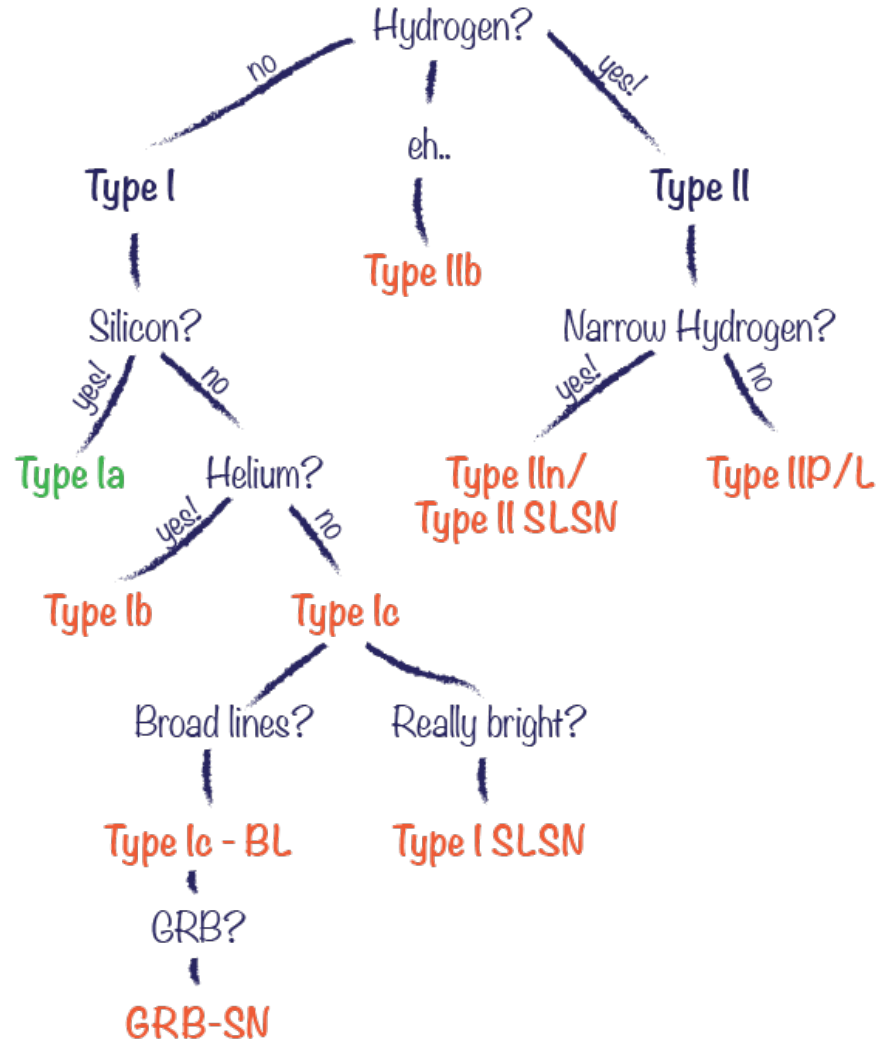 Hydrogen?
no
yes!
eh..
Type I
Type II
Type IIb
Silicon?
Narrow Hydrogen?
yes!
no
yes!
no
Type Ia
Helium?
Type IIn/
Type II SLSN
Type IIP/L
yes!
no
Type Ib
Type Ic
Broad lines?
Really bright?
Type Ic - BL
Type I SLSN
GRB?
GRB-SN